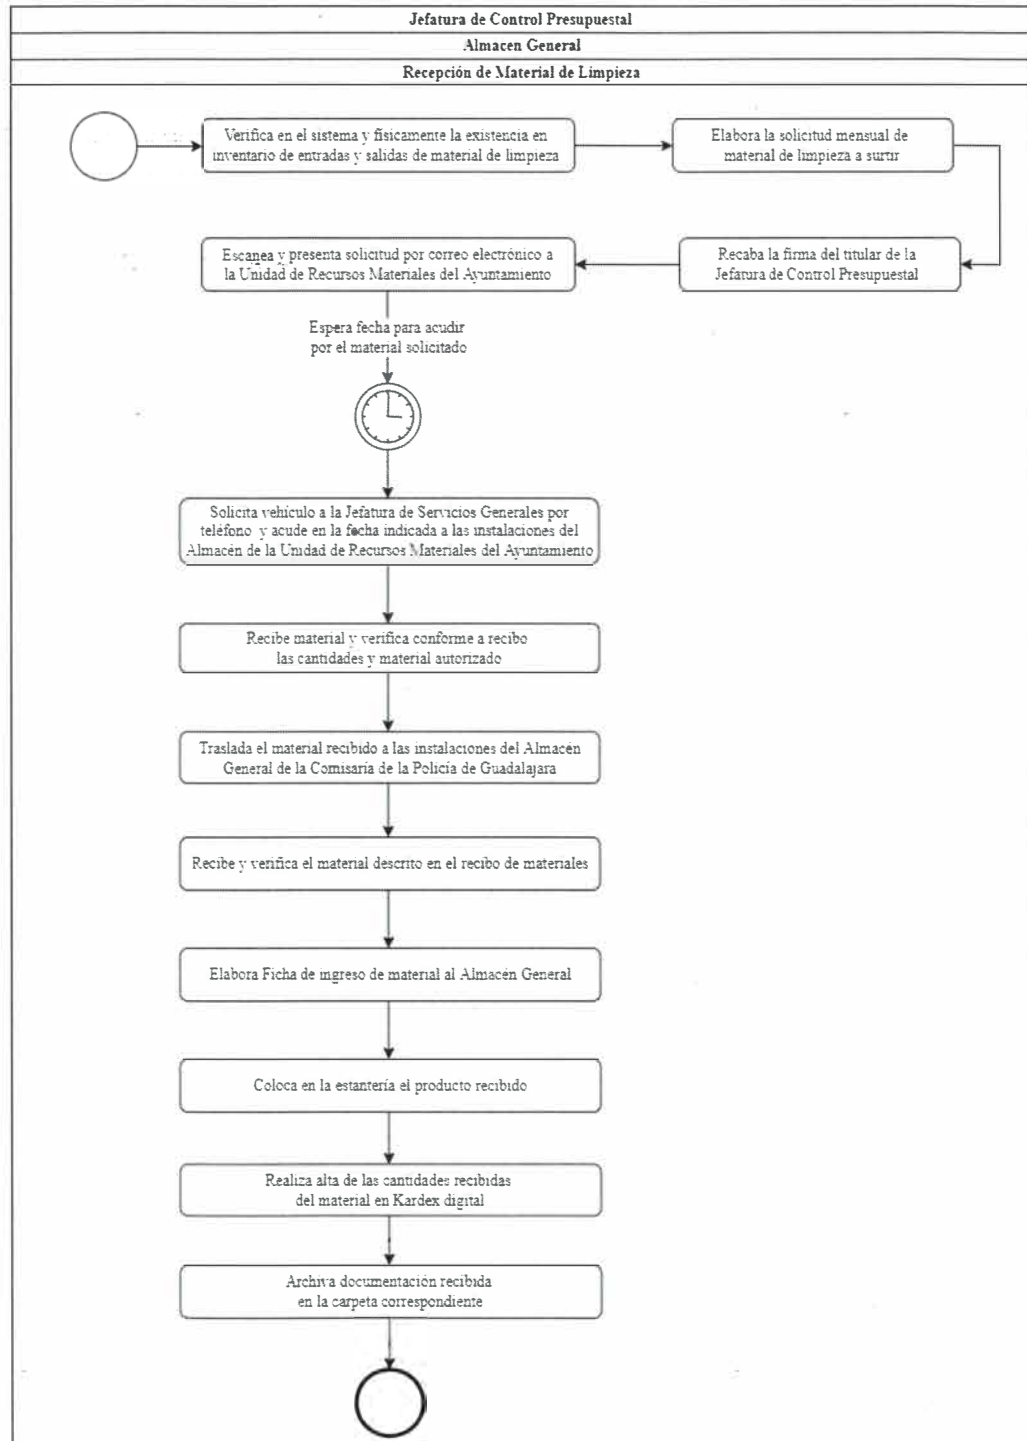 Jefatura de Control Presupuestal
Almacen General
Recepción de Material de Limpieza
Verifica en el sistema y físicamente la existencia en
inventario de entradas y salidas de material de limpieza
Elabora la solicitud mensual de
material de limpieza a surtir
Recaba la firma del titular de la
Jefatura de Control Presupuestal
Escanea y presenta solicitud por correo electrónico a
la Unidad de Recursos Materiales del Ayuntamiento
Espera fecha para acudir
por el material solicitado
Solicita vehículo a la Jefatura de Servicios Generales por
teléfono y acude en la fecha indicada a las instalaciones del
Almacén de la Unidad de Recursos Materiales del Ayuntamiento
Recibe material y verifica conforme a recibo
las cantidades y material autorizado
Traslada el material recibido a las instalaciones del Almacén
General de la Comisaría de la Policía de Guadalajara
Recibe y verifica el material descrito en el recibo de materiales
Elabora Ficha de ingreso de material al Almacén General
Coloca en la estantería el producto recibido
Realiza alta de las cantidades recibidas
del material en Kardex digital
Archiva documentación recibida
en la carpeta correspondiente